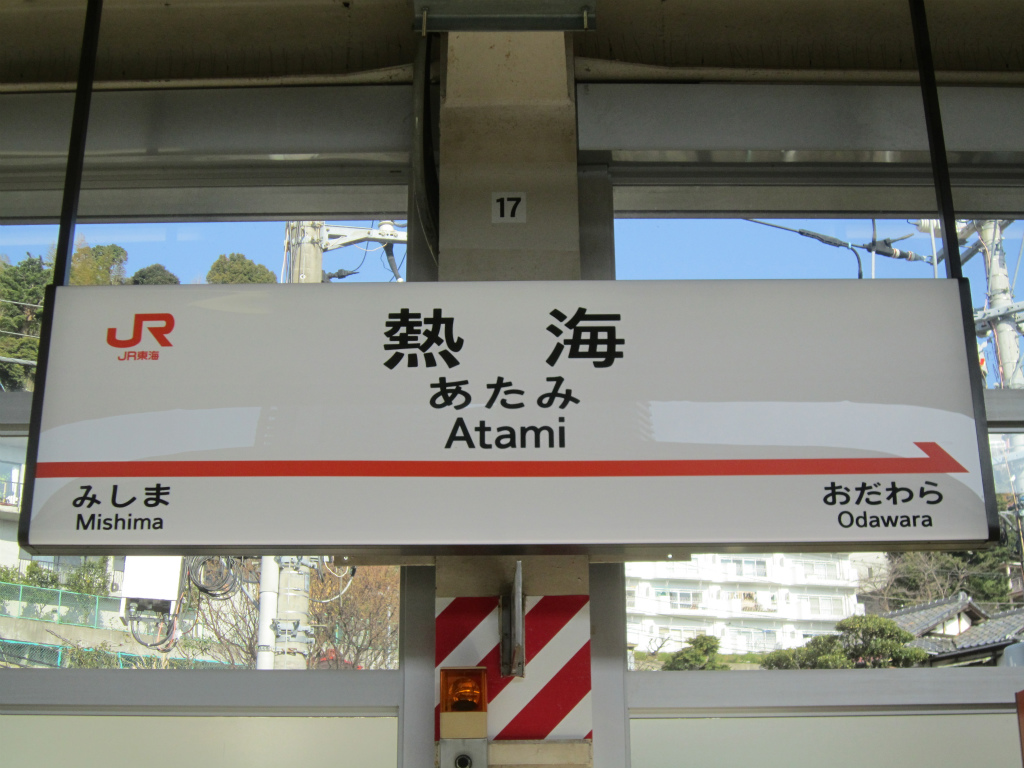 17
JR
JR東海
熱海
あたみ
Atami
みしま
Mishima
おだわら
Odawara